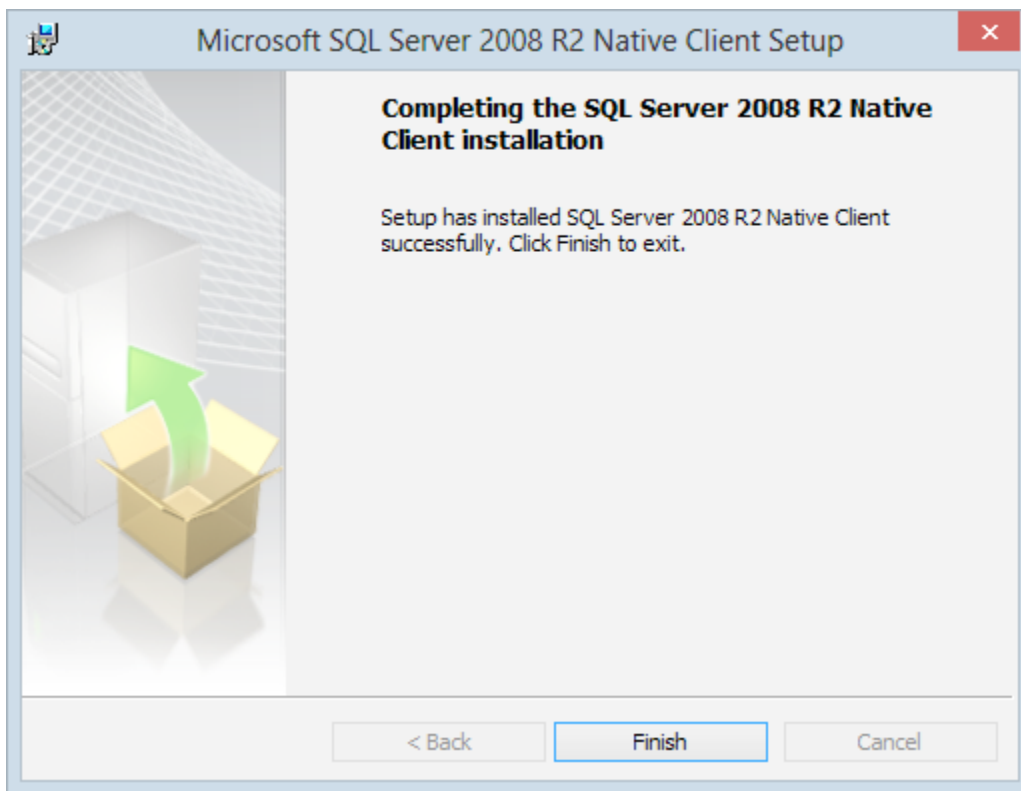 Microsoft SQL Server 2008 R2 Native Client Setup
Completing the SQL Server 2008 R2 Native
Client installation
Setup has installed SQL Server 2008 R2 Native Client
successfully. Click Finish to exit.
< Back Finish Cancel